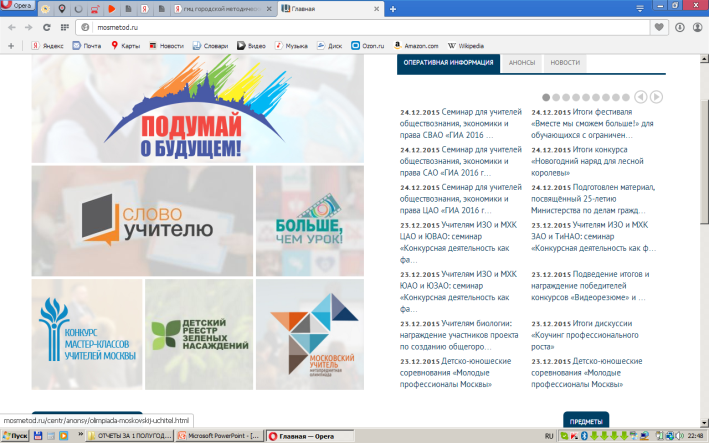 Opera
гмц городской методичес
Главная
mosmetod.ru
Яндекс
Почта
Карты
Новости
Словари
Видео
Музыка
Диск
Ozon.ru
Amazon.com
Wikipedia
ПОДУМАЙ
О БУДУЩЕМ!
СЛОВО
УЧИТЕЛЮ
БОЛЬШЕ,
ЧЕМ УРОК!
КОНКУРС
МАСТЕР-КЛАССОВ
УЧИТЕЛЕЙ МОСКВЫ
ДЕТСКИЙ
РЕЕСТР
ЗЕЛЕНЫХ
НАСАЖДЕНИЙ
МОСКОВСКИЙ
УЧИТЕЛЬ
МЕТАПРЕДМЕТНАЯ
ОЛИМПИАДА
ОПЕРАТИВНАЯ ИНФОРМАЦИЯ
АНОНСЫ
НОВОСТИ
24.12.2015 Семинар для учителей
обществознания, экономики и
права СВАО «ГИА 2016 …
24.12.2015 Семинар для учителей
обществознания, экономики и
права САО «ГИА 2016 г…
24.12.2015 Семинар для учителей
обществознания, экономики и
права ЦАО «ГИА 2016 г…
23.12.2015 Учителям ИЗО и МХК
ЦАО и ЮВАО: семинар
«Конкурсная деятельность как
фа…
23.12.2015 Учителям ИЗО и МХК
ЮАО и ЮЗАО: семинар
«Конкурсная деятельность как
фа…
23.12.2015 Учителям биологии:
награждение участников проекта
по созданию общегоро…
23.12.2015 Детско-юношеские
соревнования «Молодые
профессионалы Москвы»
24.12.2015 Итоги фестиваля
«Вместе мы сможем больше!» для
обучающихся с ограничен…
24.12.2015 Итоги конкурса
«Новогодний наряд для лесной
королевы»
24.12.2015 Подготовлен материал,
посвящённый 25-летию
Министерства по делам гражд…
23.12.2015 Учителям ИЗО и МХК
ЗАО и ТиНАО: семинар
«Конкурсная деятельность как ф…
23.12.2015 Подведение итогов и
награждение победителей
конкурсов «Видеорезюме» и …
23.12.2015 Итоги дискуссии
«Коучинг профессионального
роста»
23.12.2015 Детско-юношеские
соревнования «Молодые
профессионалы Москвы»
ПРЕДМЕТЫ
mosmetod.ru/centr/anonsy/olimpiada-moskovskij-uchitel.html
Пуск
ОТЧЕТЫ ЗА 1 ПОЛУГОД…
Microsoft PowerPoint - […
Главная — Opera
RU
22:48